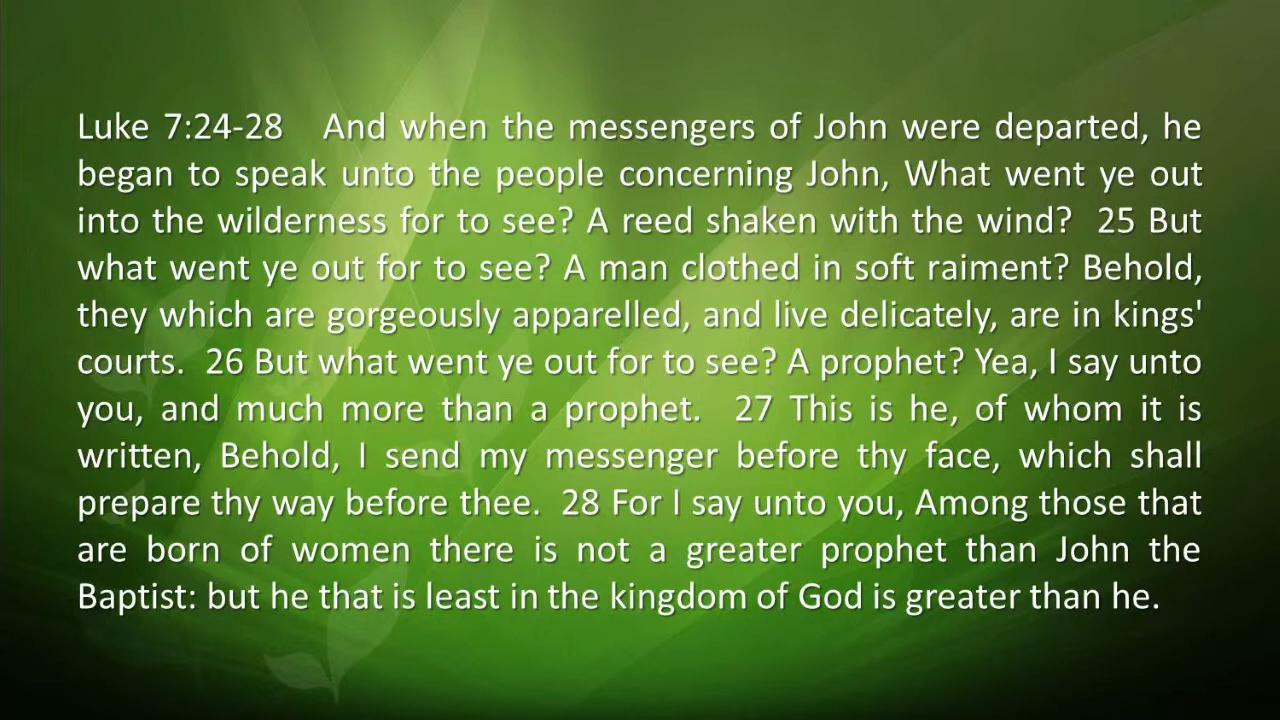 Luke 7:24-28 And when the messengers of John were departed, he
began to speak unto the people concerning John, What went ye out
into the wilderness for to see? A reed shaken with the wind? 25 But
what went ye out for to see? A man clothed in soft raiment? Behold,
they which are gorgeously apparelled, and live delicately, are in kings'
courts. 26 But what went ye out for to see? A prophet? Yea, I say unto
you, and much more than a prophet. 27 This is he, of whom it is
written, Behold, I send my messenger before thy face, which shall
prepare thy way before thee. 28 For I say unto you, Among those that
are born of women there is not a greater prophet than John the
Baptist: but he that is least in the kingdom of God is greater than he.